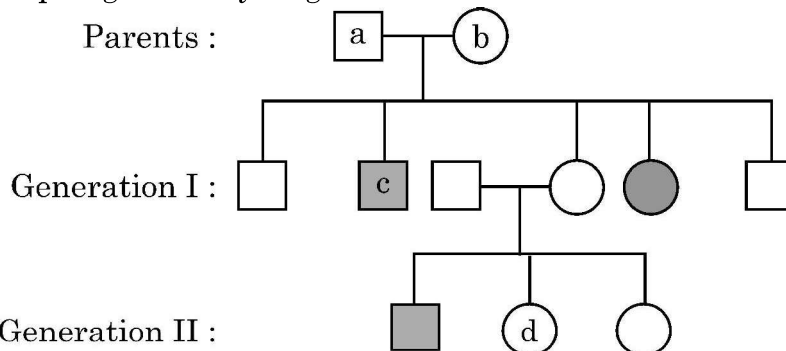 Parents :
a
b
Generation I :
c
Generation II :
d